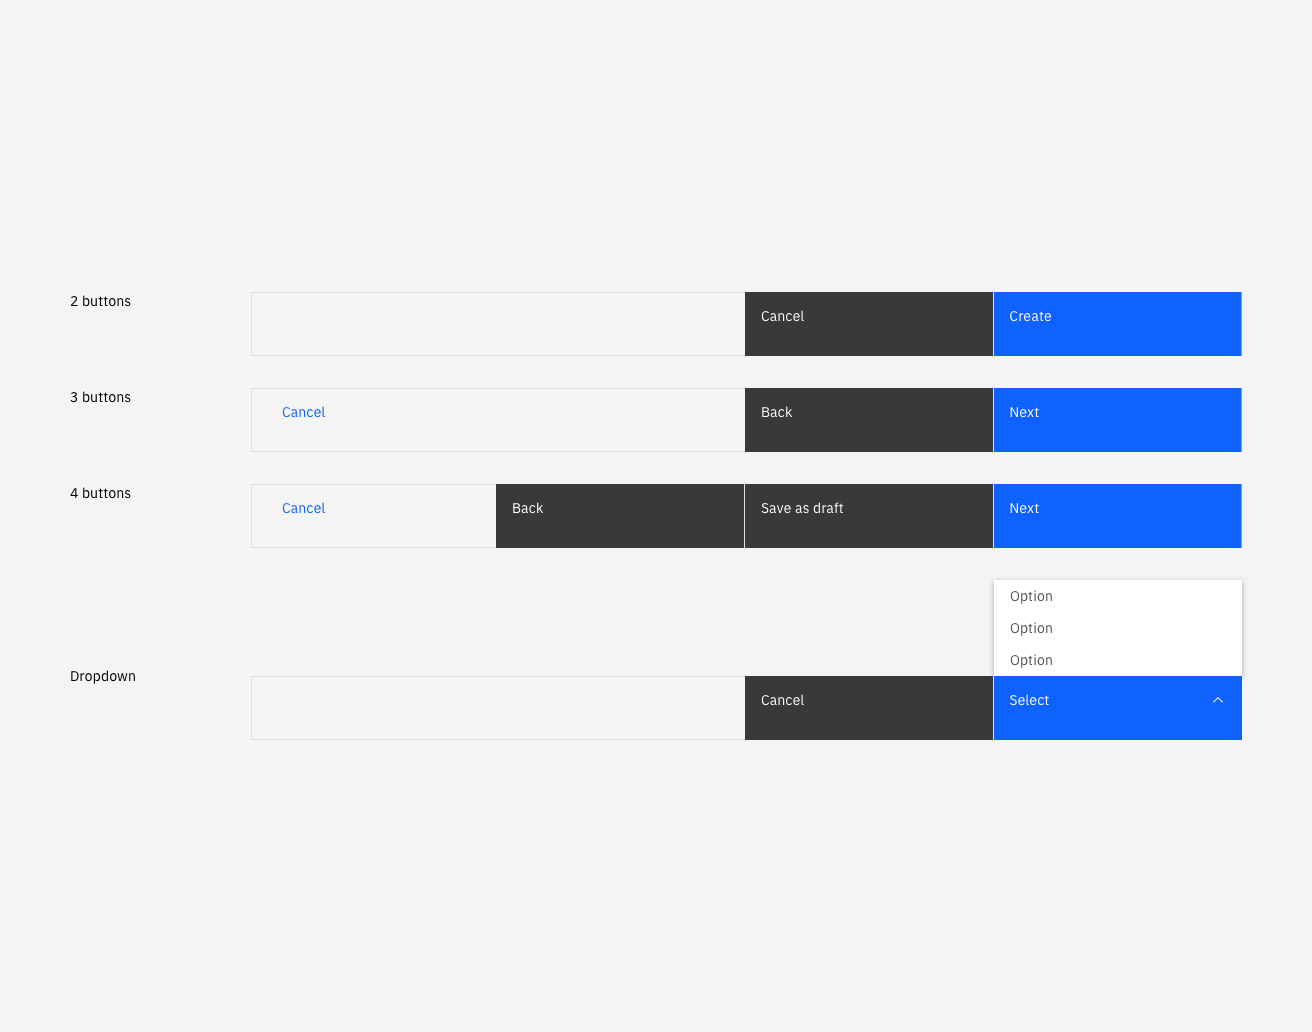 2 buttons
Cancel
Create
3 buttons
Cancel
Back
Next
4 buttons
Cancel
Back
Save as draft
Next
Option
Option
Option
Dropdown
Cancel
Select